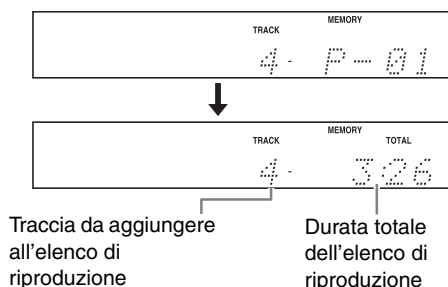 MEMORY
TRACK
4- P-01
MEMORY
TRACK TOTAL
4- 3:26
Traccia da aggiungere
all'elenco di
riproduzione
Durata totale
dell'elenco di
riproduzione